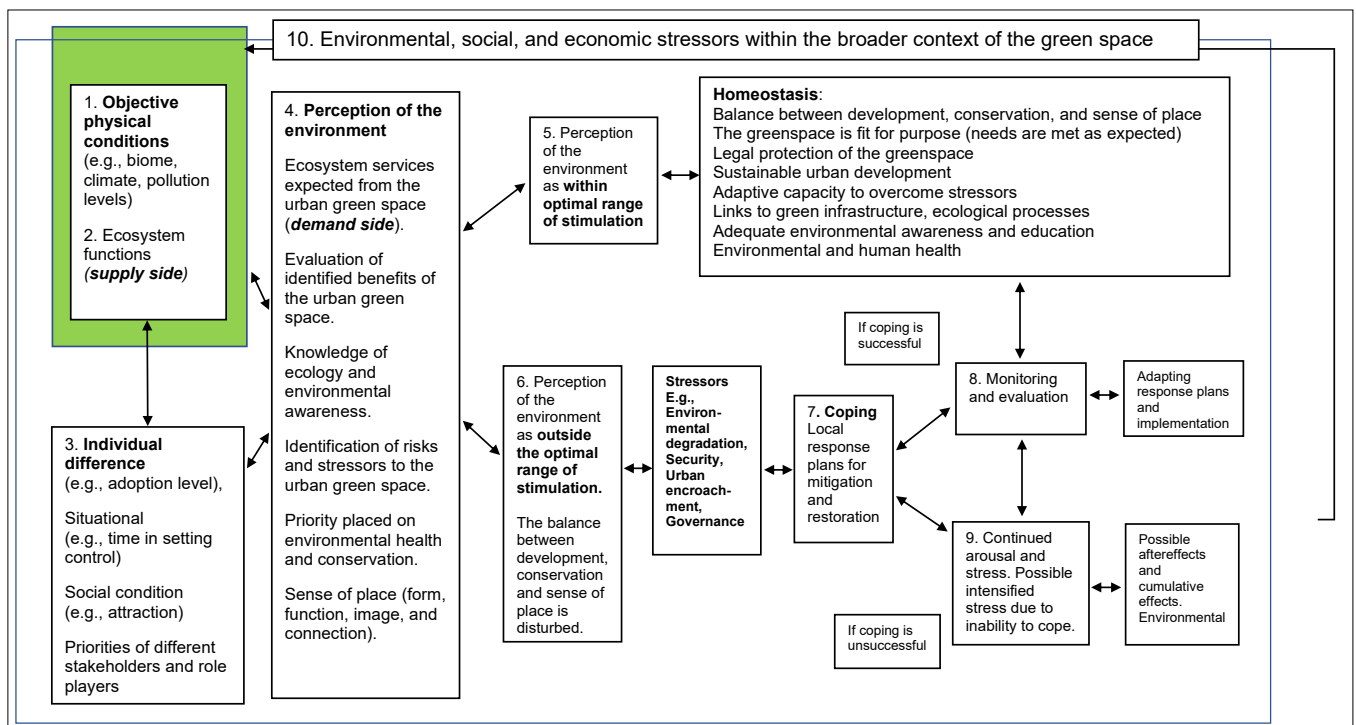 10. Environmental, social, and economic stressors within the broader context of the green space
1. Objective
physical
conditions
(e.g., biome,
climate, pollution
levels)
2. Ecosystem
functions
(supply side)
3. Individual
difference
(e.g., adoption level),
Situational
(e.g., time in setting
control)
Social condition
(e.g., attraction)
Priorities of different
stakeholders and role
players
4. Perception of the
environment
Ecosystem services
expected from the
urban green space
(demand side).
Evaluation of
identified benefits of
the urban green
space.
Knowledge of
ecology and
environmental
awareness.
Identification of risks
and stressors to the
urban green space.
Priority placed on
environmental health
and conservation.
Sense of place (form,
function, image, and
connection).
5. Perception
of the
environment
as within
optimal range
of stimulation
Homeostasis:
Balance between development, conservation, and sense of place
The greenspace is fit for purpose (needs are met as expected)
Legal protection of the greenspace
Sustainable urban development
Adaptive capacity to overcome stressors
Links to green infrastructure, ecological processes
Adequate environmental awareness and education
Environmental and human health
6. Perception
of the
environment
as outside
the optimal
range of
stimulation.
The balance
between
development,
conservation
and sense of
place is
disturbed.
Stressors
E.g.,
Environ-
mental
degradation,
Security,
Urban
encroach-
ment,
Governance
7. Coping
Local
response
plans for
mitigation
and
restoration
If coping is
successful
8. Monitoring
and evaluation
Adapting
response plans
and
implementation
If coping is
unsuccessful
9. Continued
arousal and
stress. Possible
intensified
stress due to
inability to cope.
Possible
aftereffects
and
cumulative
effects.
Environmental